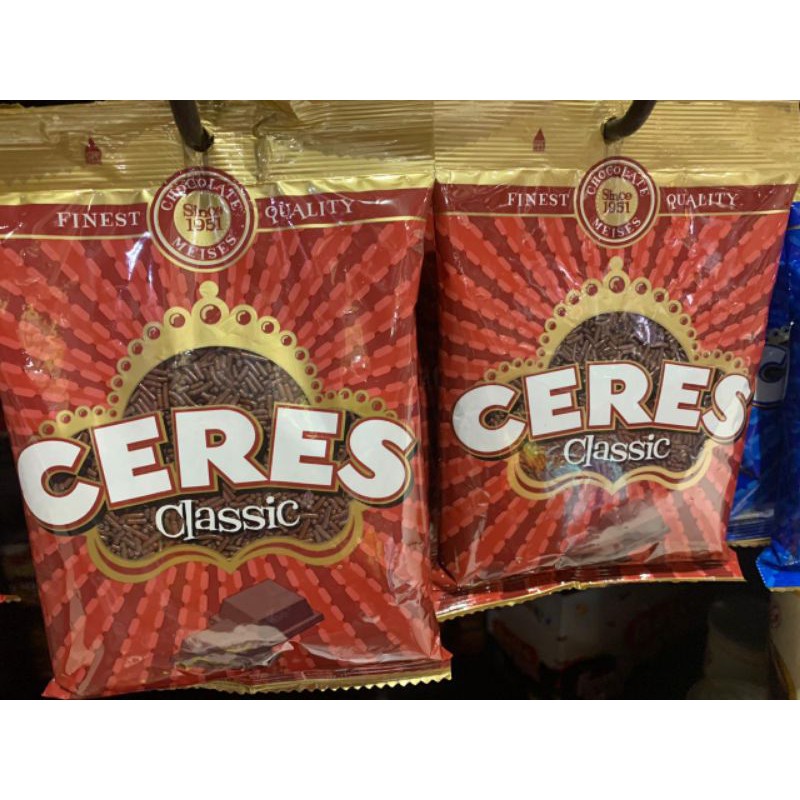 CHOCOLATE
FINEST Since 1951 QUALITY
MEISES
CERES
Classic
CHOCOLATE
FINEST Since 1951 QUALITY
MEISES
CERES
Classic